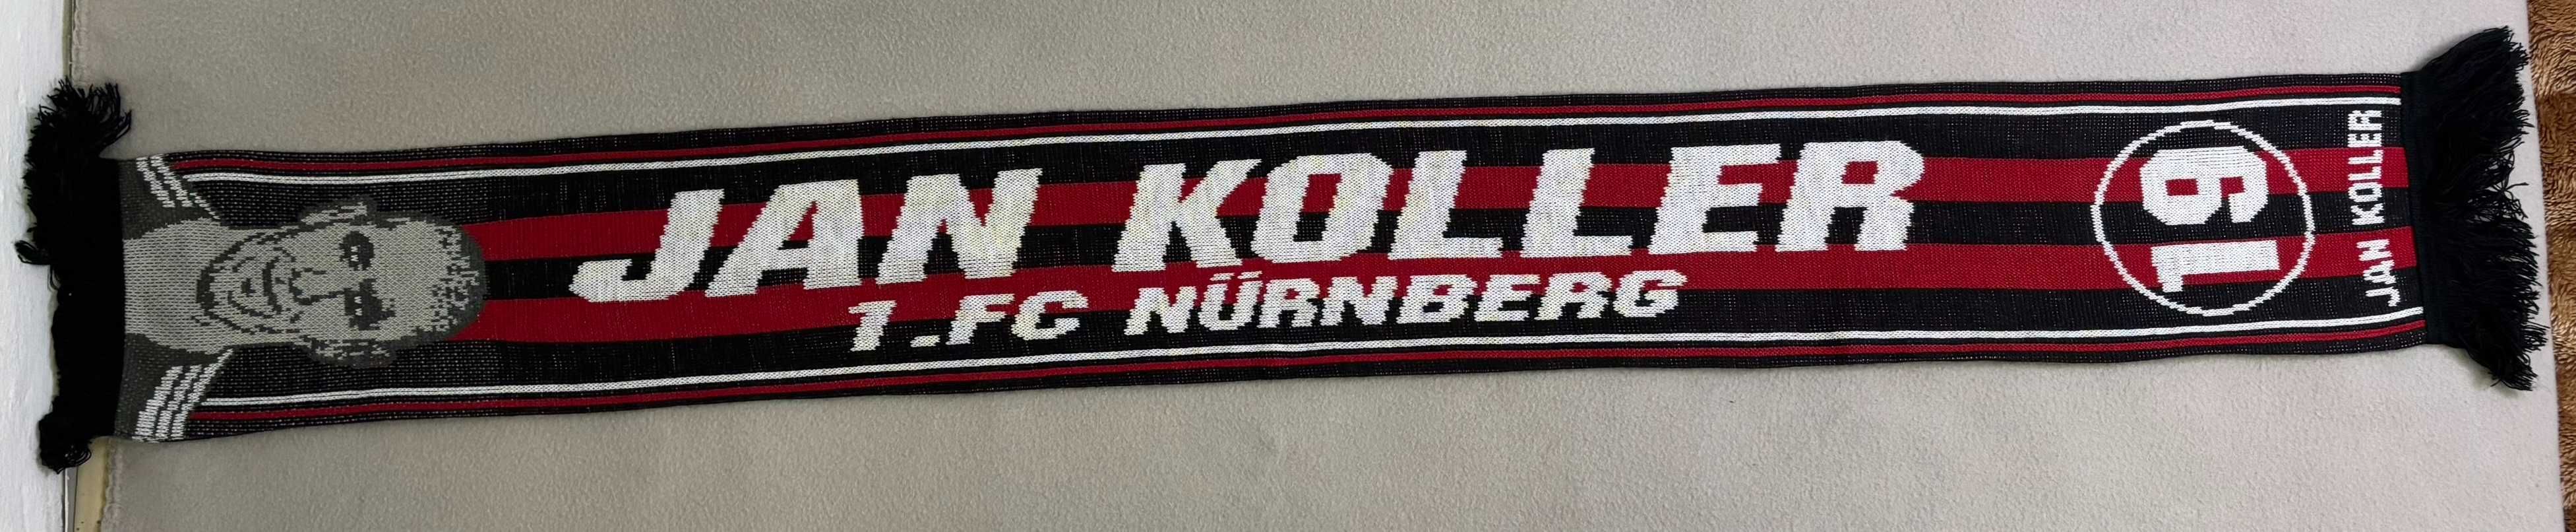 JAN KOLLER
1.FC NÜRNBERG
19
JAN KOLLER